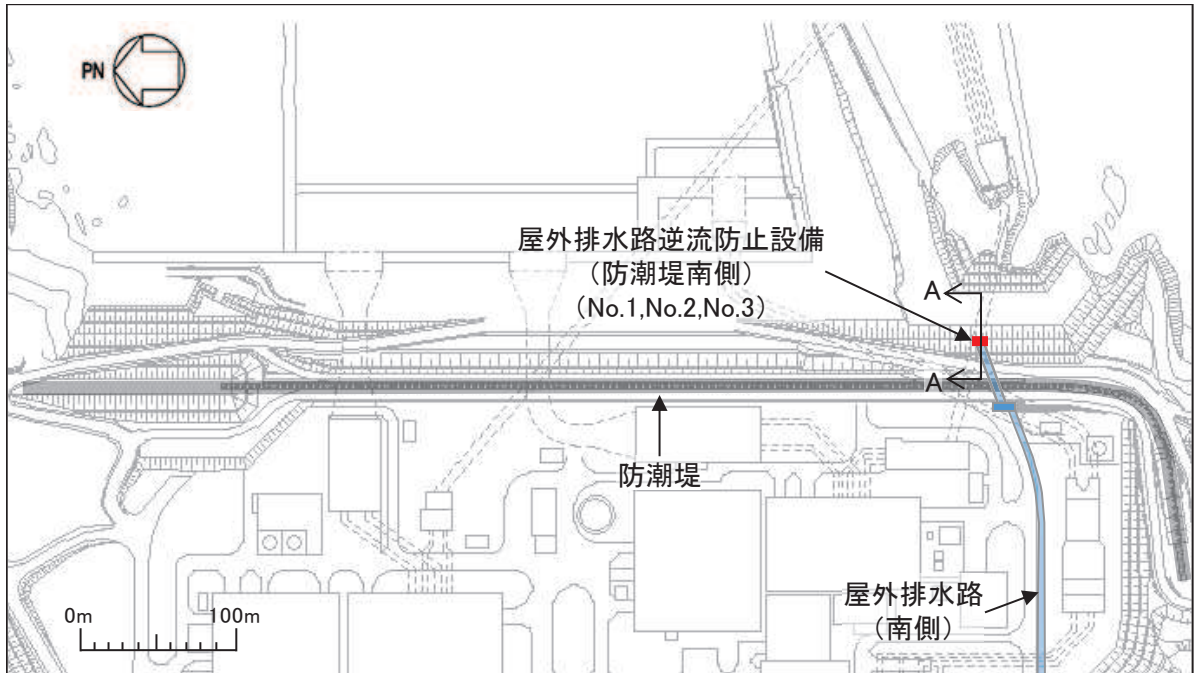 PN
屋外排水路逆流防止設備
（防潮堤南側）
（No.1,No.2,No.3）
A
A
防潮堤
屋外排水路
（南側）
0m
100m